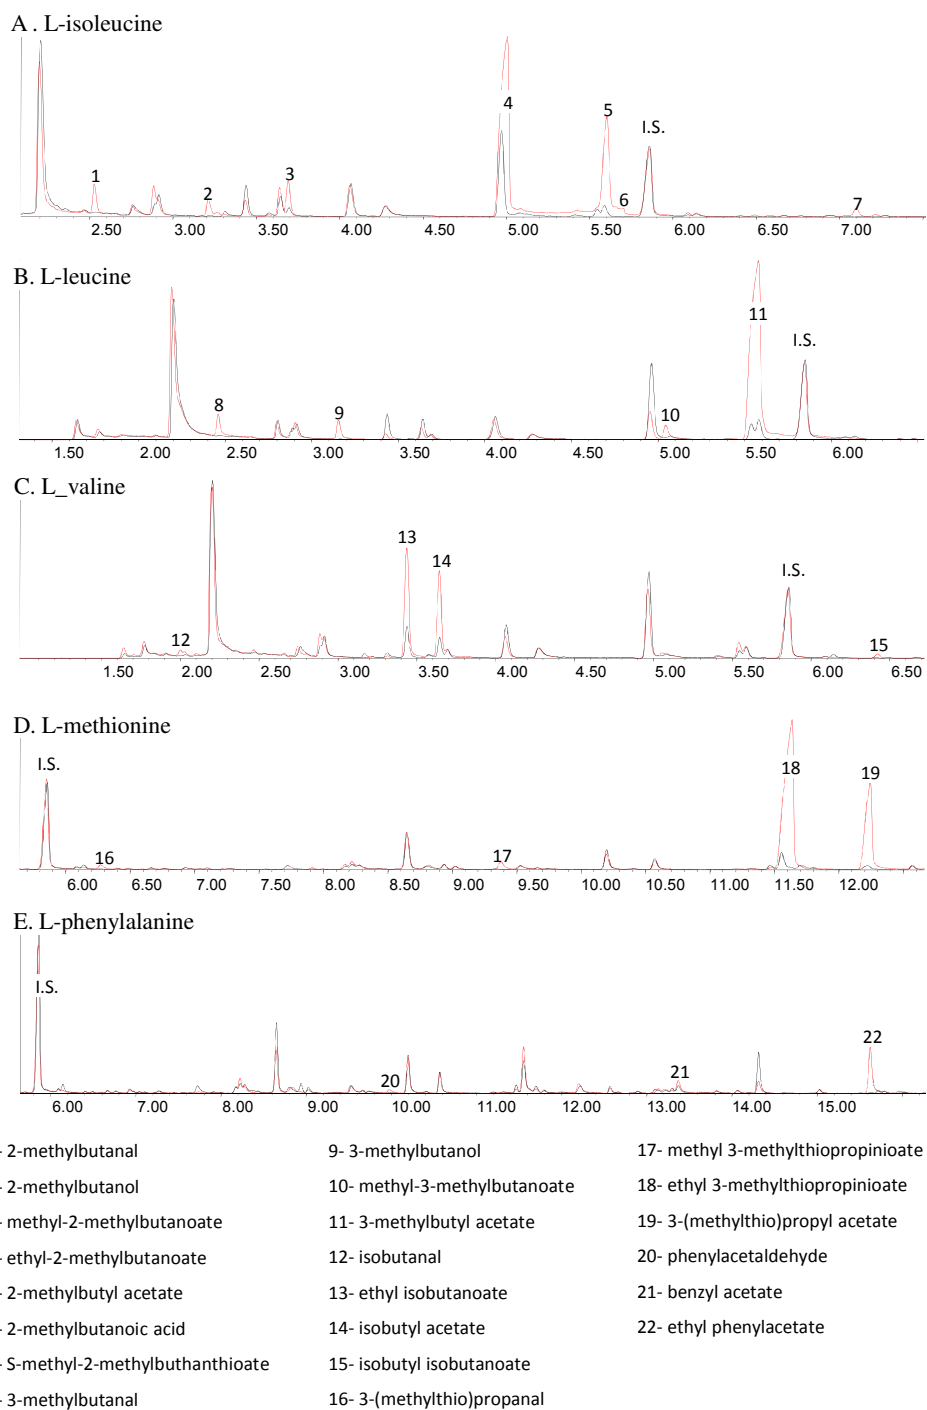 A . L-isoleucine
1
2
3
4
5
6
I.S.
7
2.50 3.00 3.50 4.00 4.50 5.00 5.50 6.00 6.50 7.00
B. L-leucine
8
9
10
11
I.S.
1.50 2.00 2.50 3.00 3.50 4.00 4.50 5.00 5.50 6.00
C. L_valine
12
13
14
I.S.
15
1.50 2.00 2.50 3.00 3.50 4.00 4.50 5.00 5.50 6.00 6.50
D. L-methionine
I.S.
16
17
18
19
6.00 6.50 7.00 7.50 8.00 8.50 9.00 9.50 10.00 10.50 11.00 11.50 12.00
E. L-phenylalanine
I.S.
20
21
22
6.00 7.00 8.00 9.00 10.00 11.00 12.00 13.00 14.00 15.00
- 2-methylbutanal
- 2-methylbutanol
- methyl-2-methylbutanoate
- ethyl-2-methylbutanoate
- 2-methylbutyl acetate
- 2-methylbutanoic acid
- S-methyl-2-methylbuthanthioate
- 3-methylbutanal
9- 3-methylbutanol
10- methyl-3-methylbutanoate
11- 3-methylbutyl acetate
12- isobutanal
13- ethyl isobutanoate
14- isobutyl acetate
15- isobutyl isobutanoate
16- 3-(methylthio)propanal
17- methyl 3-methylthiopropinioate
18- ethyl 3-methylthiopropinioate
19- 3-(methylthio)propyl acetate
20- phenylacetaldehyde
21- benzyl acetate
22- ethyl phenylacetate